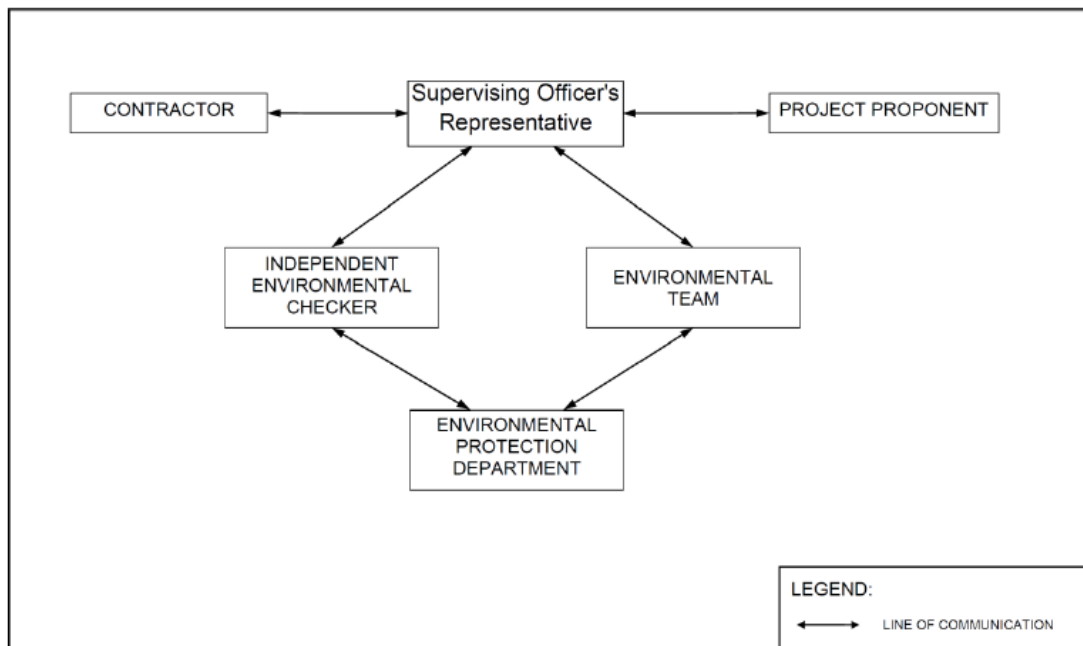 CONTRACTOR
Supervising Officer's
Representative
PROJECT PROPONENT
INDEPENDENT
ENVIRONMENTAL
CHECKER
ENVIRONMENTAL
TEAM
ENVIRONMENTAL
PROTECTION
DEPARTMENT
LEGEND:
LINE OF COMMUNICATION